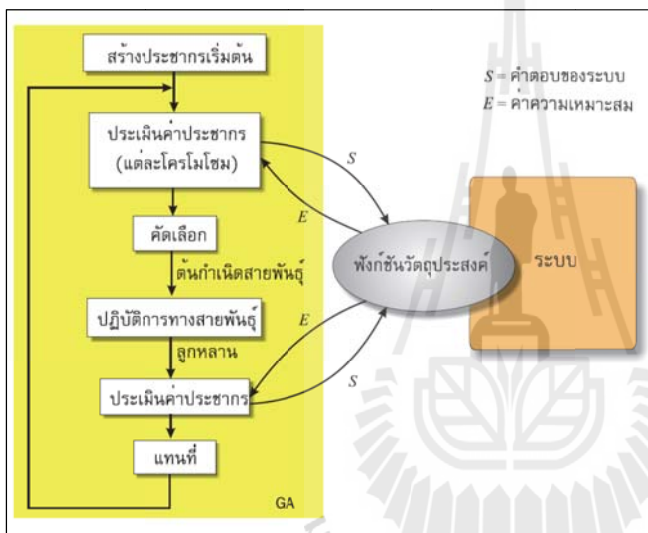 สร้างประชากรเริ่มต้น
ประเมินค่าประชากร
(แต่ละโครโมโซม)
คัดเลือก
ต้นกำเนิดสายพันธุ์
ปฏิบัติการทางสายพันธุ์
ลูกหลาน
ประเมินค่าประชากร
แทนที่
GA
S
E
E
S
ฟังก์ชันวัตถุประสงค์
ระบบ
S = คำตอบของระบบ
E = ค่าความเหมาะสม